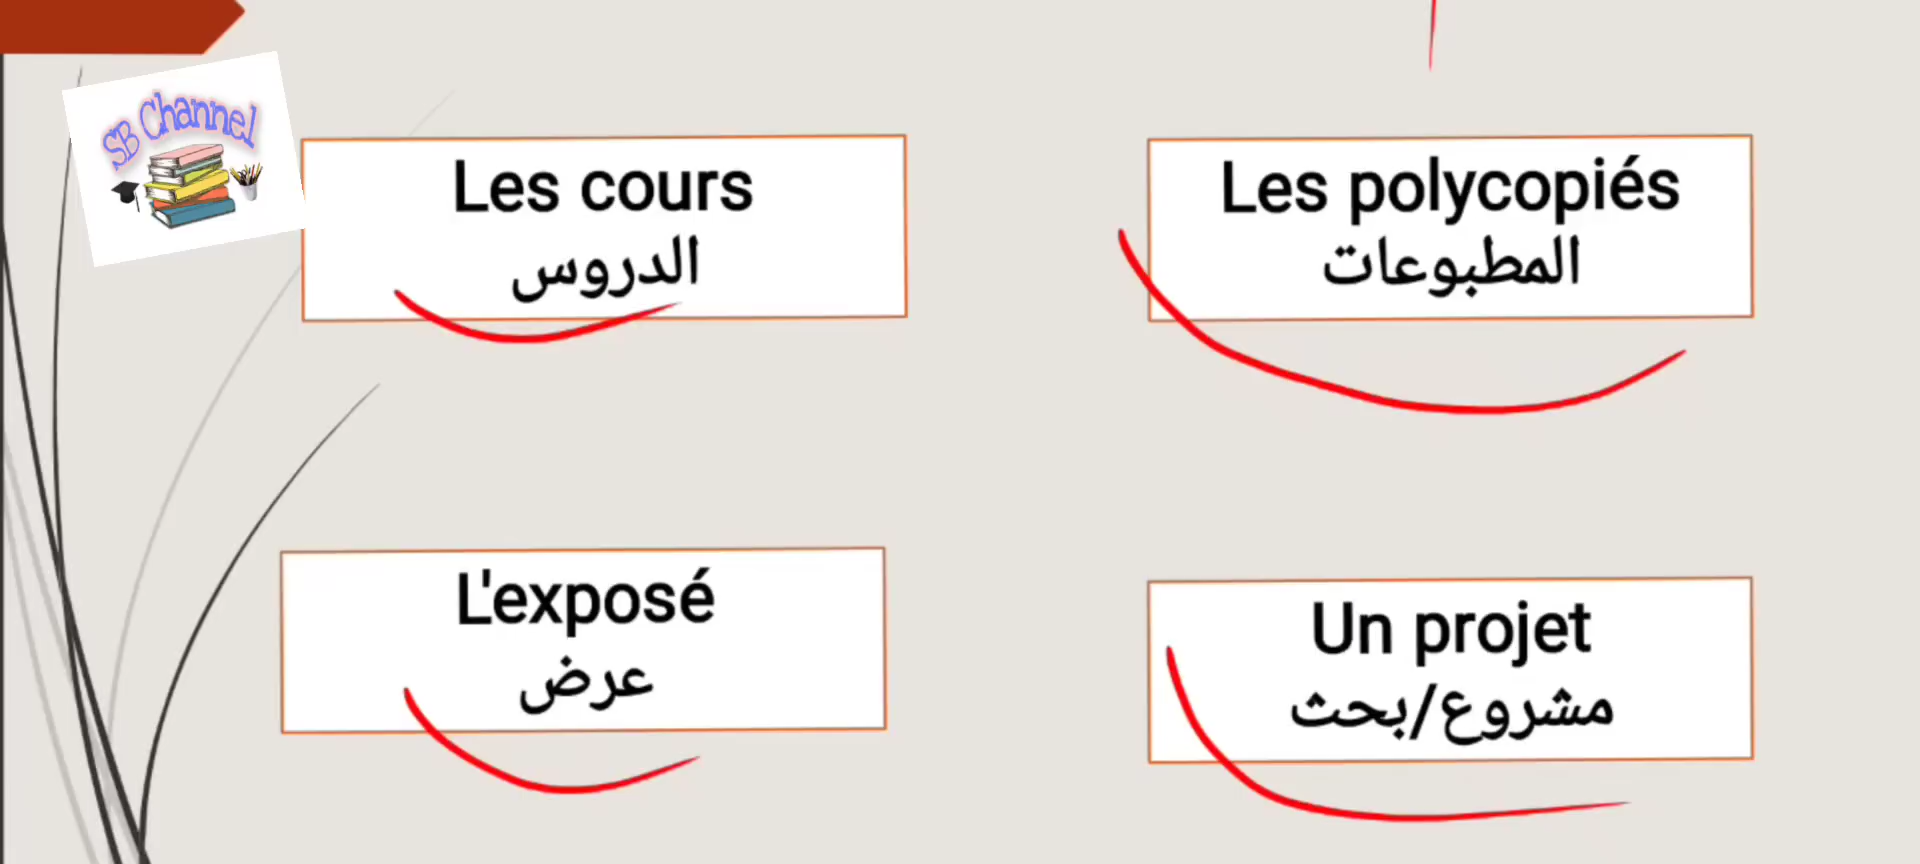 SB Channel
Les cours
الدروس
Les polycopiés
المطبوعات
L'exposé
عرض
Un projet
مشروع/بحث